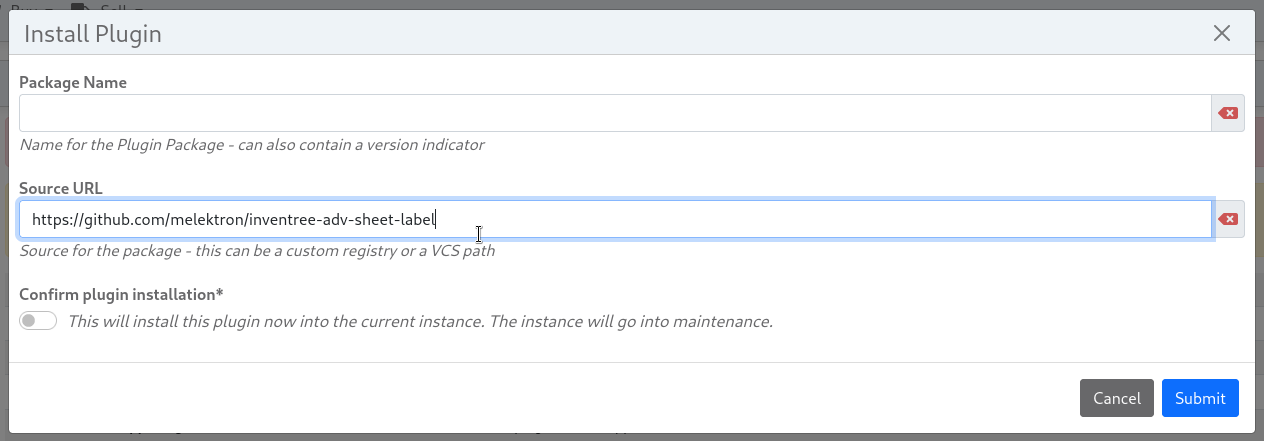 Install Plugin
Package Name
Name for the Plugin Package - can also contain a version indicator
Source URL
https://github.com/melektron/inventree-adv-sheet-label
Source for the package - this can be a custom registry or a VCS path
Confirm plugin installation*
This will install this plugin now into the current instance. The instance will go into maintenance.
Cancel Submit